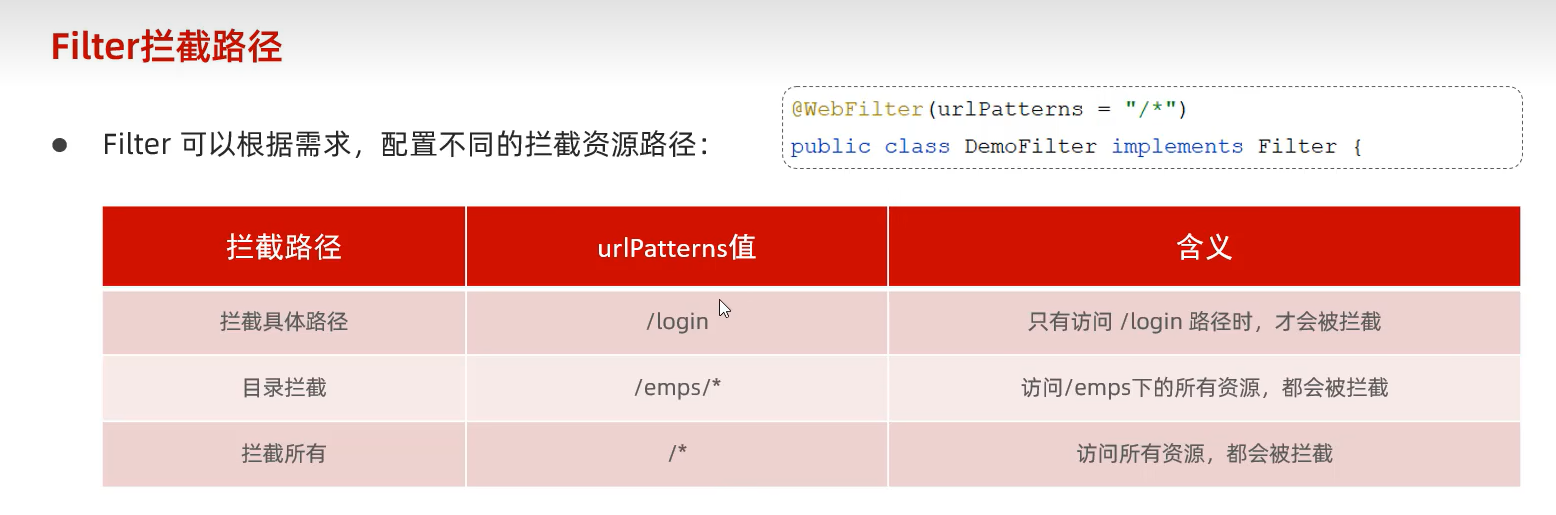 Filter拦截路径
@WebFilter(urlPatterns = "/*")
public class DemoFilter implements Filter {
● Filter 可以根据需求，配置不同的拦截资源路径：
拦截路径 urlPatterns值 含义
拦截具体路径 /login 只有访问 /login 路径时，才会被拦截
目录拦截 /emps/* 访问/emps下的所有资源，都会被拦截
拦截所有 /* 访问所有资源，都会被拦截